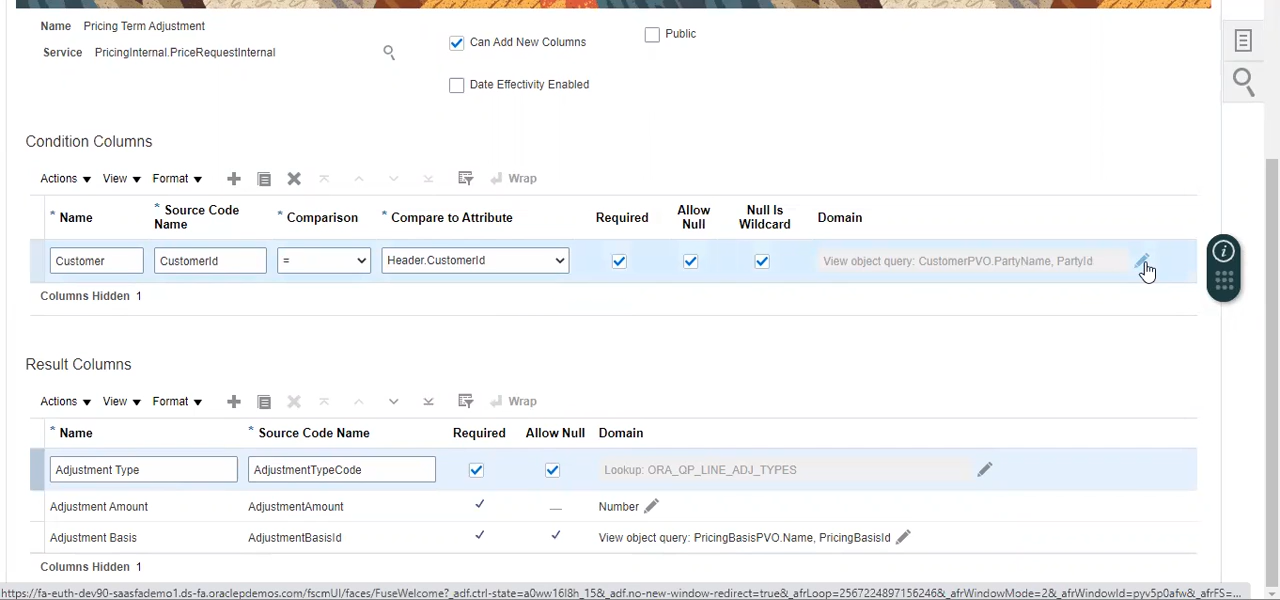 Name Pricing Term Adjustment
Service PricingInternal.PriceRequestInternal
Can Add New Columns
Public
Date Effectivity Enabled
Condition Columns
Actions View Format Wrap
* Name * Source Code Name * Comparison * Compare to Attribute Required Allow Null Null Is Wildcard Domain
Customer CustomerId = Header.CustomerId View object query: CustomerPVO.PartyName, PartyId
Columns Hidden 1
Result Columns
Actions View Format Wrap
* Name * Source Code Name Required Allow Null Domain
Adjustment Type AdjustmentTypeCode Lookup: ORA_QP_LINE_ADJ_TYPES
Adjustment Amount AdjustmentAmount Number
Adjustment Basis AdjustmentBasisId View object query: PricingBasisPVO.Name, PricingBasisId
Columns Hidden 1
https://fa-euth-dev90-saasfademo1.ds-fa.oraclepdemos.com/fscmUI/faces/FuseWelcome?_adf.ctrl-state=a0ww16l8h_15&_adf.no-new-window-redirect=true&_afrLoop=2567224897156246&_afrWindowMode=2&_afrWindowId=pyv5p0afw&_afrFS=...